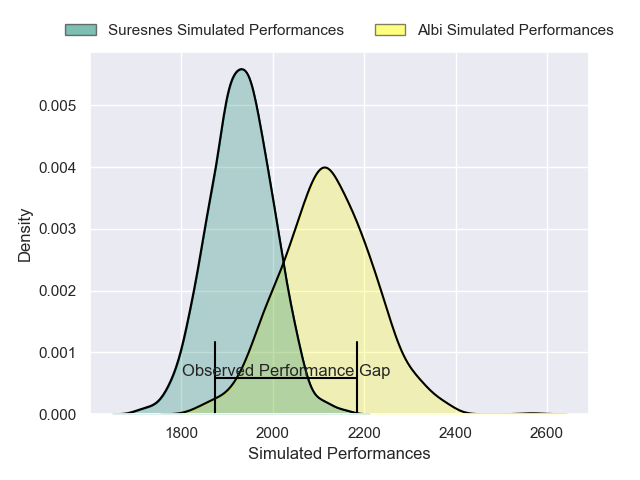 Suresnes Simulated Performances
Albi Simulated Performances
0.005
0.004
0.003
0.002
0.001
0.000
Density
Observed Performance Gap
1800 2000 2200 2400 2600
Simulated Performances